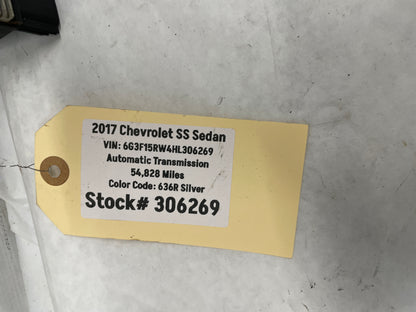 2017 Chevrolet SS Sedan
VIN: 6G3F15RW4HL306269
Automatic Transmission
54,828 Miles
Color Code: 636R Silver
Stock# 306269